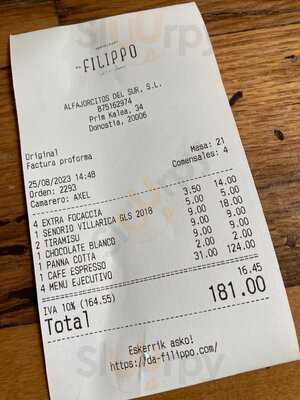 FILIPPO
ALFAJORCITOS DEL SUR, S.L.
B75162974
Prim Kalea, 34
Donostia, 20006
Original
Factura proforma
25/08/2023 14:48
Mesa: 21
Orden: 2293
Comensales: 4
Camarero: AXEL
4 EXTRA FOCACCIA 3.50 14.00
1 SENORIO VILLARICA GLS 2018 5.00 5.00
2 TIRAMISU 9.00 18.00
1 CHOCOLATE BLANCO 9.00 9.00
1 PANNA COTTA 9.00 9.00
1 CAFE ESPRESSO 2.00 2.00
4 MENU EJECUTIVO 31.00 124.00
IVA 10% (164.55) 16.45
Total 181.00
Eskerrik asko!
https://da-filippo.com/